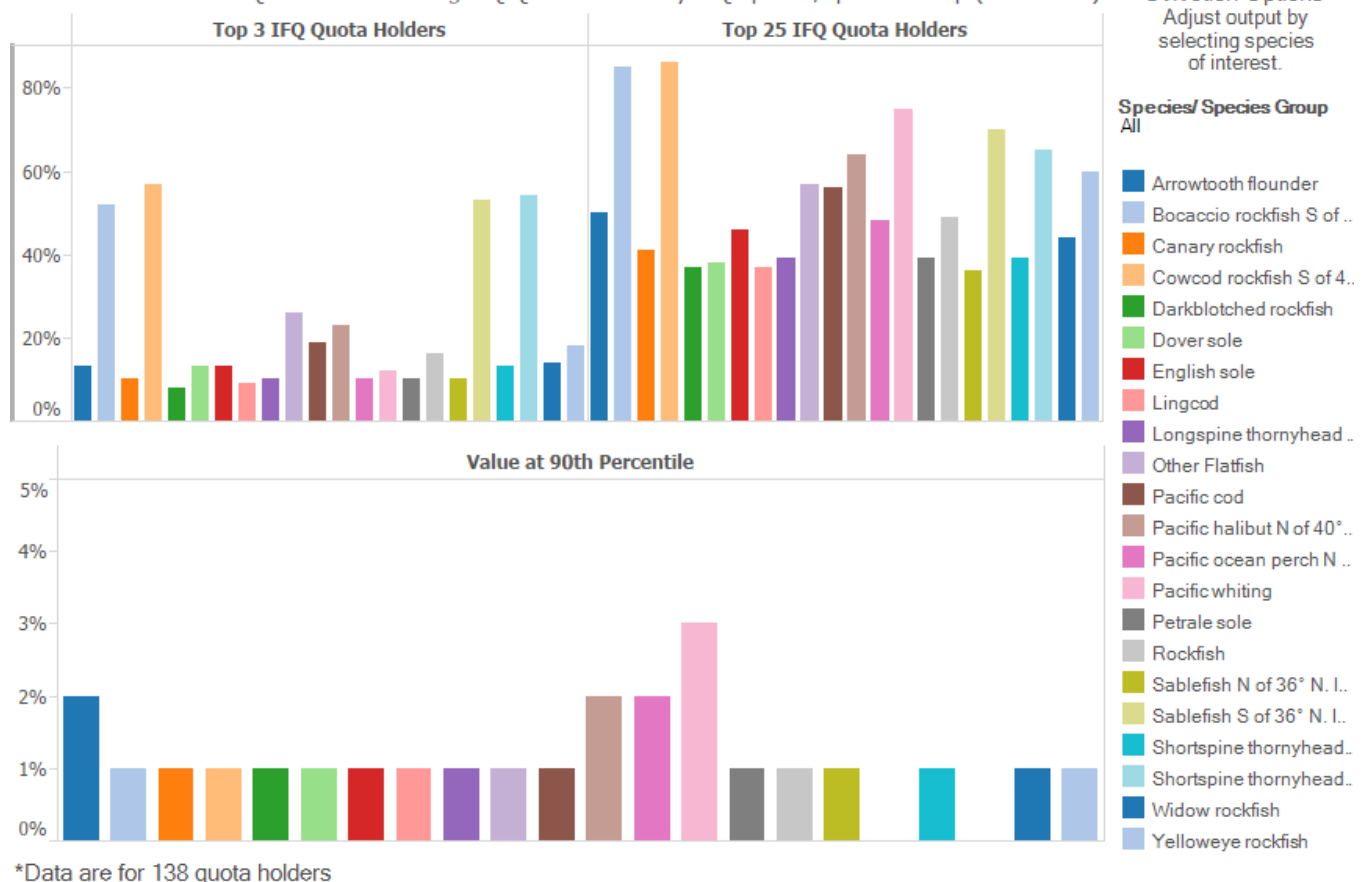 Top 3 IFQ Quota Holders
Top 25 IFQ Quota Holders
80%
60%
40%
20%
0%
Value at 90th Percentile
5%
4%
3%
2%
1%
0%
*Data are for 138 quota holders
Adjust output by
selecting species
of interest.
Species/ Species Group
All
Arrowtooth flounder
Bocaccio rockfish S of ..
Canary rockfish
Cowcod rockfish S of 4..
Darkblotched rockfish
Dover sole
English sole
Lingcod
Longspine thornyhead ..
Other Flatfish
Pacific cod
Pacific halibut N of 40°..
Pacific ocean perch N ..
Pacific whiting
Petrale sole
Rockfish
Sablefish N of 36° N. l..
Sablefish S of 36° N. l..
Shortspine thornyhead..
Shortspine thornyhead..
Widow rockfish
Yelloweye rockfish